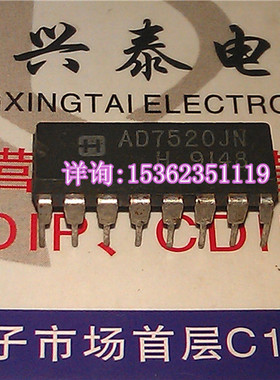 兴泰电
XINGTAI ELECTRO
AD7520JN
H 9148
详询:15362351119
DIP、CDI
子市场首层C1